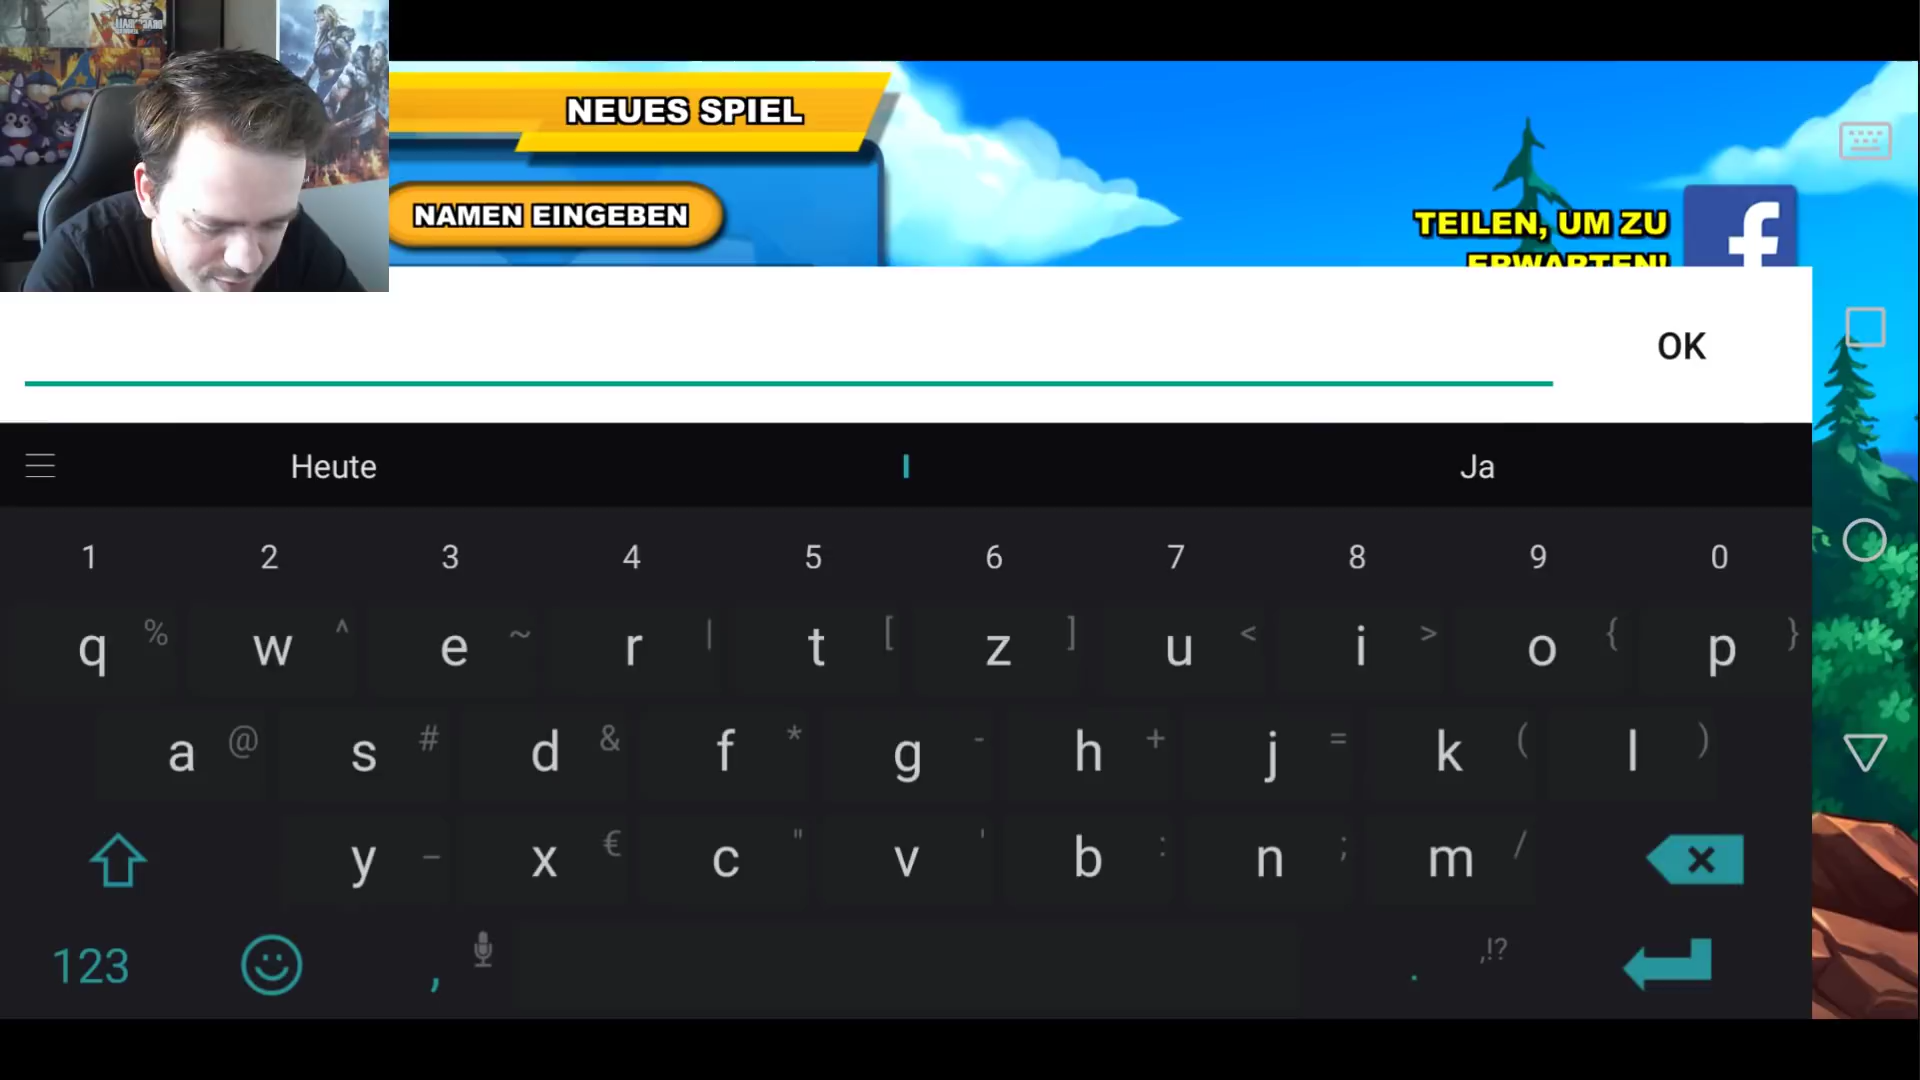 NEUES SPIEL
NAMEN EINGEBEN
TEILEN, UM ZU
ERWARTEN!
f
OK
Heute I Ja
1 2 3 4 5 6 7 8 9 0
q % w ^ e ~ r | t [ z ] u < i > o { p }
a @ s # d & f * g - h + j = k ( l )
y _ x € c " v ' b : n ; m /
123 , . ,!?